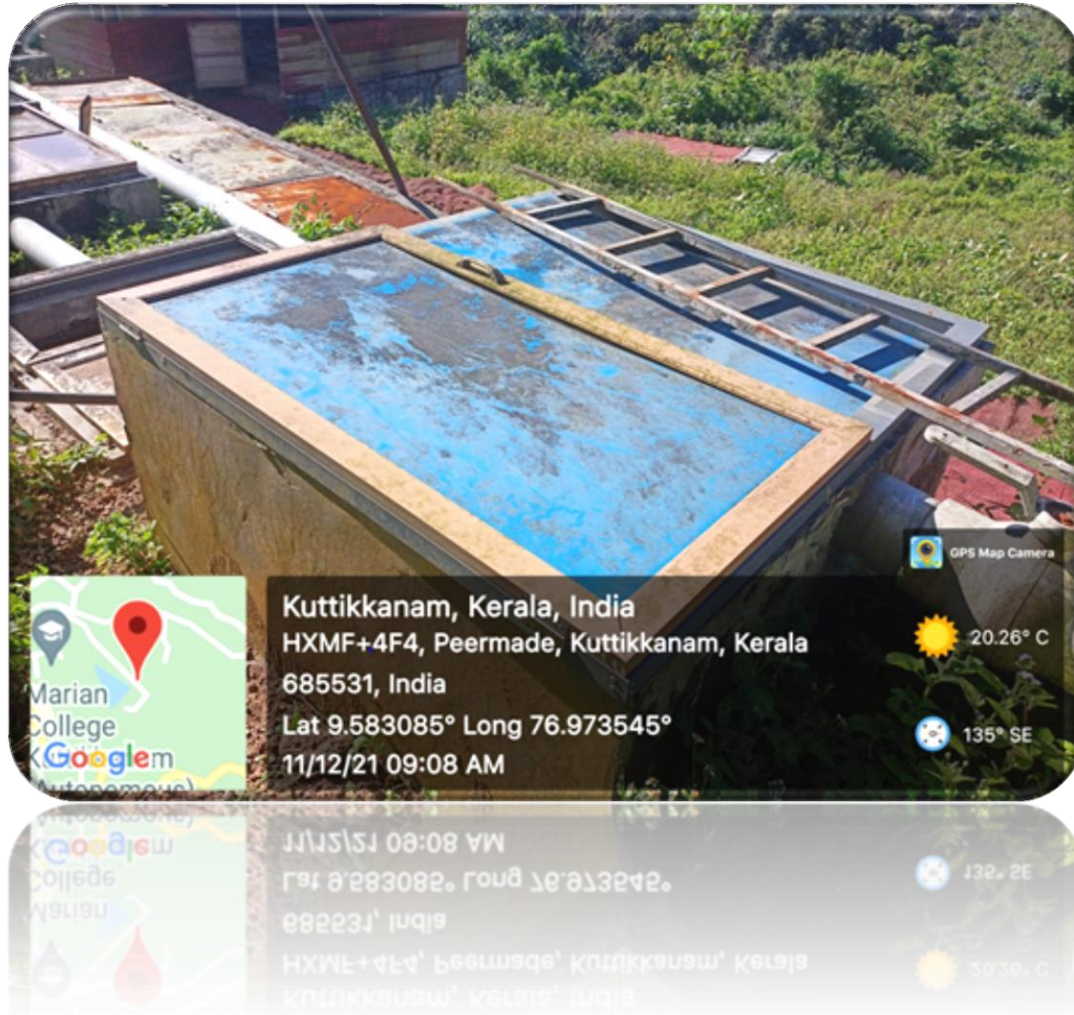 GPS Map Camera
Kuttikkanam, Kerala, India
HXMF+4F4, Peermade, Kuttikkanam, Kerala
685531, India
Lat 9.583085° Long 76.973545°
11/12/21 09:08 AM
20.26° C
135° SE
Marian
College
Google